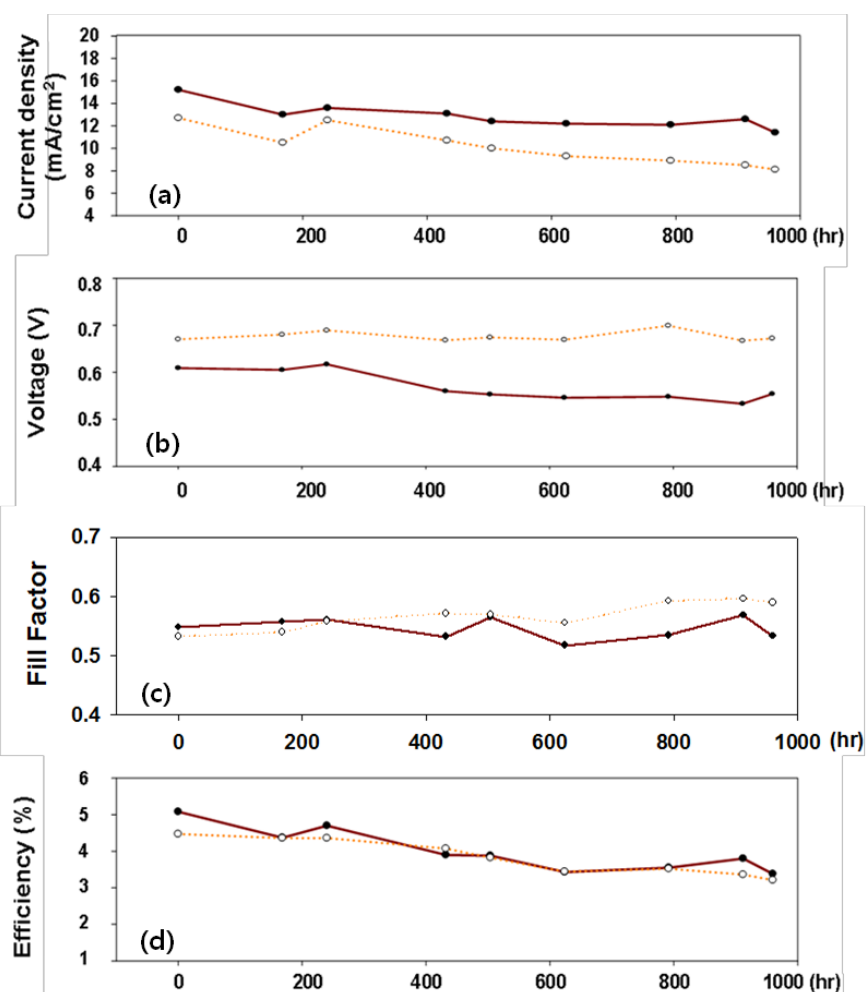 Current density
(mA/cm²)
20
18
16
14
12
10
8
6
4
(a)
0 200 400 600 800 1000 (hr)
Voltage (V)
0.8
0.7
0.6
0.5
0.4
(b)
0 200 400 600 800 1000 (hr)
Fill Factor
0.7
0.6
0.5
0.4
(c)
0 200 400 600 800 1000 (hr)
Efficiency (%)
6
5
4
3
2
1
(d)
0 200 400 600 800 1000 (hr)